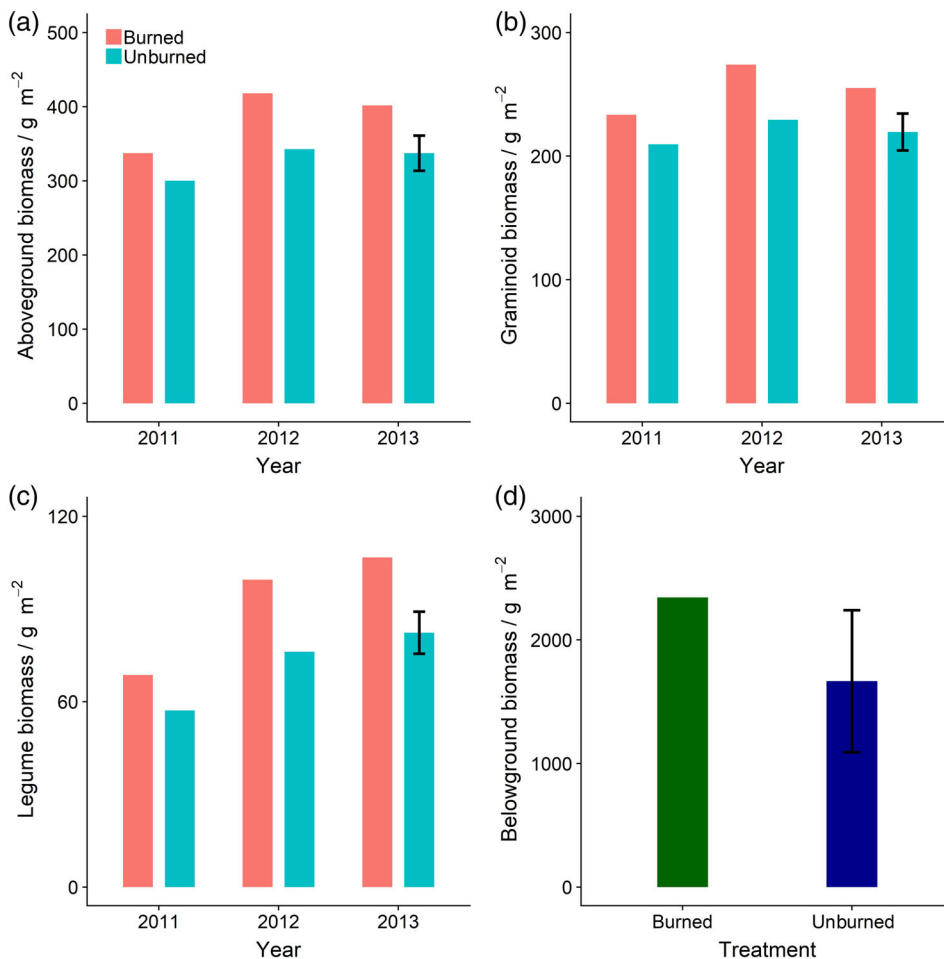 (a)
Aboveground biomass / g m⁻²
500
400
300
200
100
0
Burned
Unburned
2011 2012 2013
Year
(b)
Graminoid biomass / g m⁻²
300
200
100
0
2011 2012 2013
Year
(c)
Legume biomass / g m⁻²
120
60
0
2011 2012 2013
Year
(d)
Belowground biomass / g m⁻²
3000
2000
1000
0
Burned Unburned
Treatment